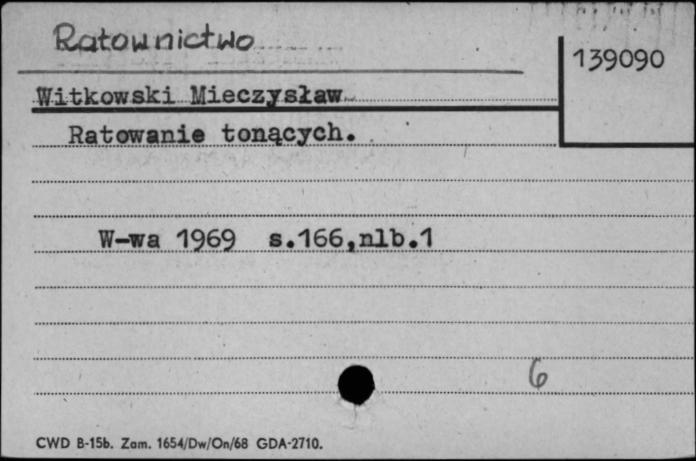 Ratownictwo
139090
Witkowski Mieczysław
Ratowanie tonących.
W-wa 1969 s.166,nlb.1
6
CWD B-15b. Zam. 1654/Dw/On/68 GDA-2710.